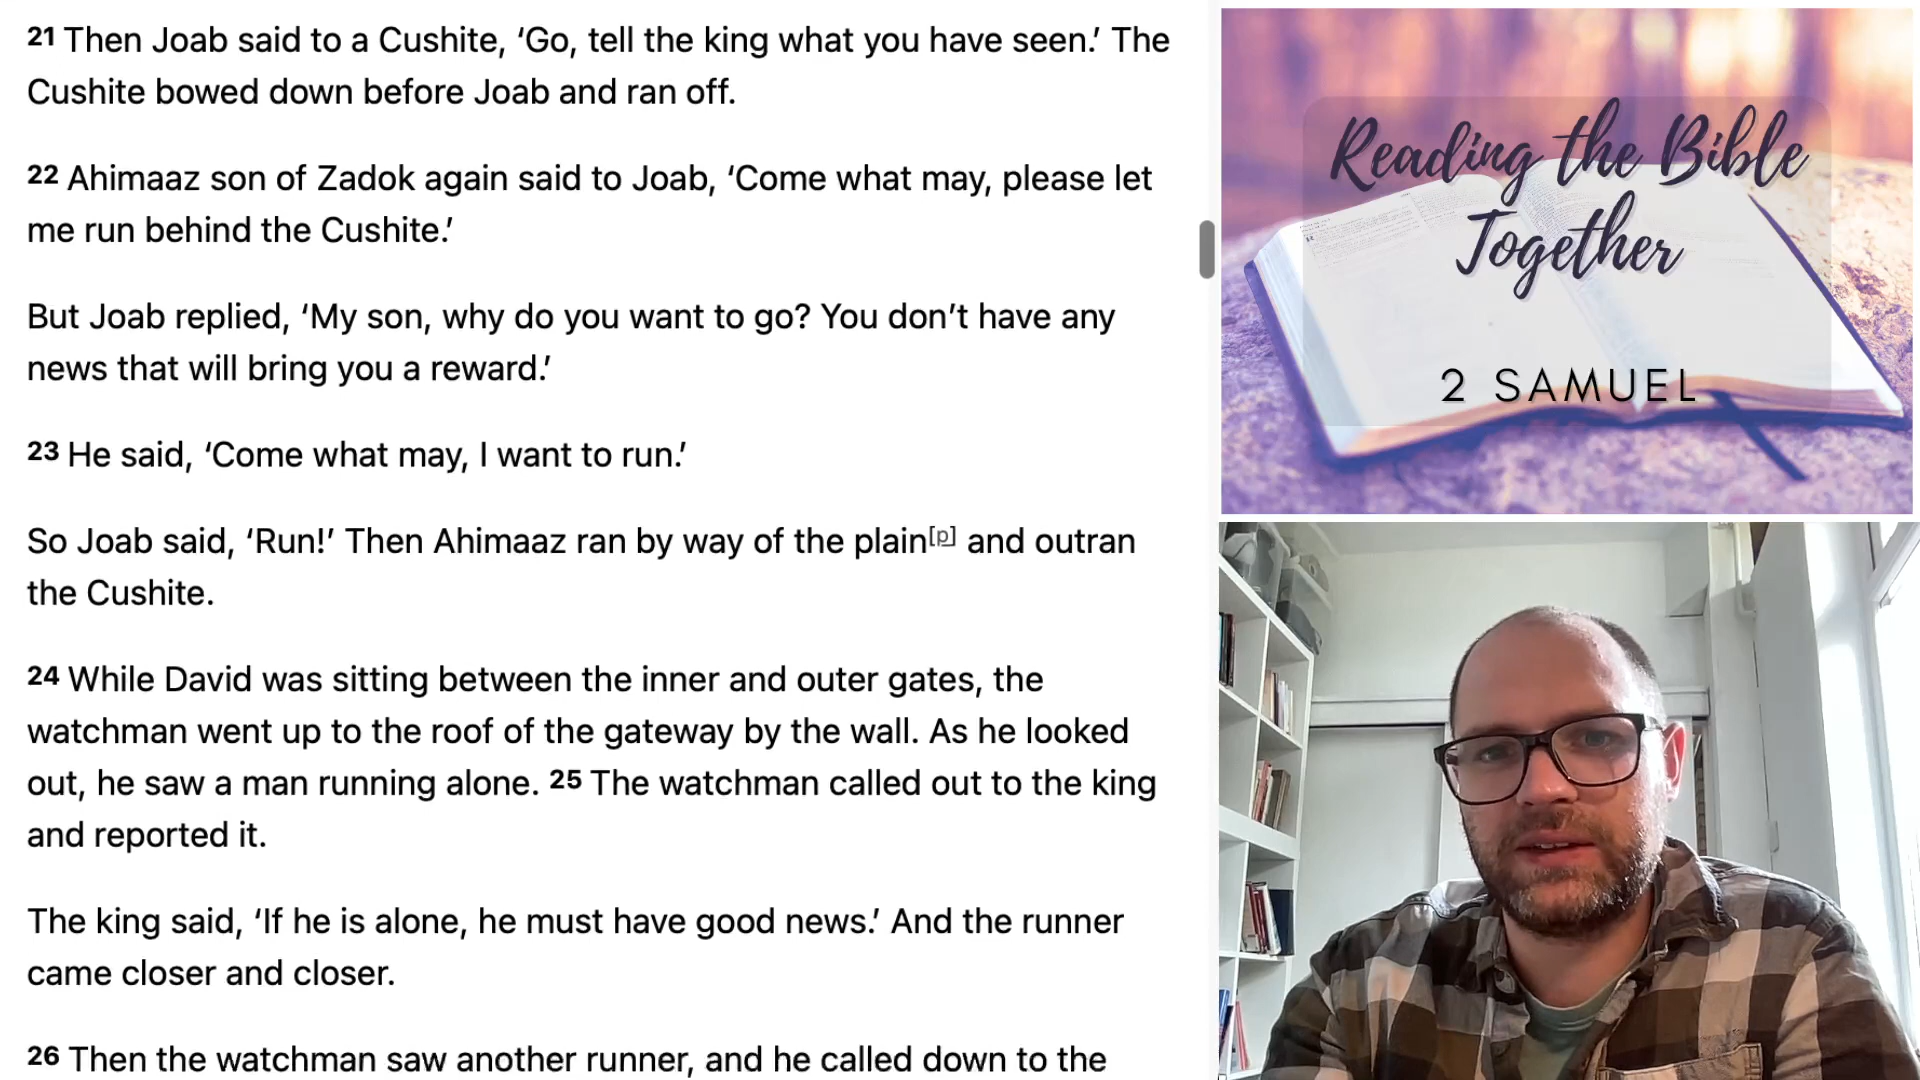 21 Then Joab said to a Cushite, ‘Go, tell the king what you have seen.’ The
Cushite bowed down before Joab and ran off.
22 Ahimaaz son of Zadok again said to Joab, ‘Come what may, please let
me run behind the Cushite.’
But Joab replied, ‘My son, why do you want to go? You don’t have any
news that will bring you a reward.’
23 He said, ‘Come what may, I want to run.’
So Joab said, ‘Run!’ Then Ahimaaz ran by way of the plain[p] and outran
the Cushite.
24 While David was sitting between the inner and outer gates, the
watchman went up to the roof of the gateway by the wall. As he looked
out, he saw a man running alone. 25 The watchman called out to the king
and reported it.
The king said, ‘If he is alone, he must have good news.’ And the runner
came closer and closer.
26 Then the watchman saw another runner, and he called down to the
Reading the Bible
Together
2 SAMUEL